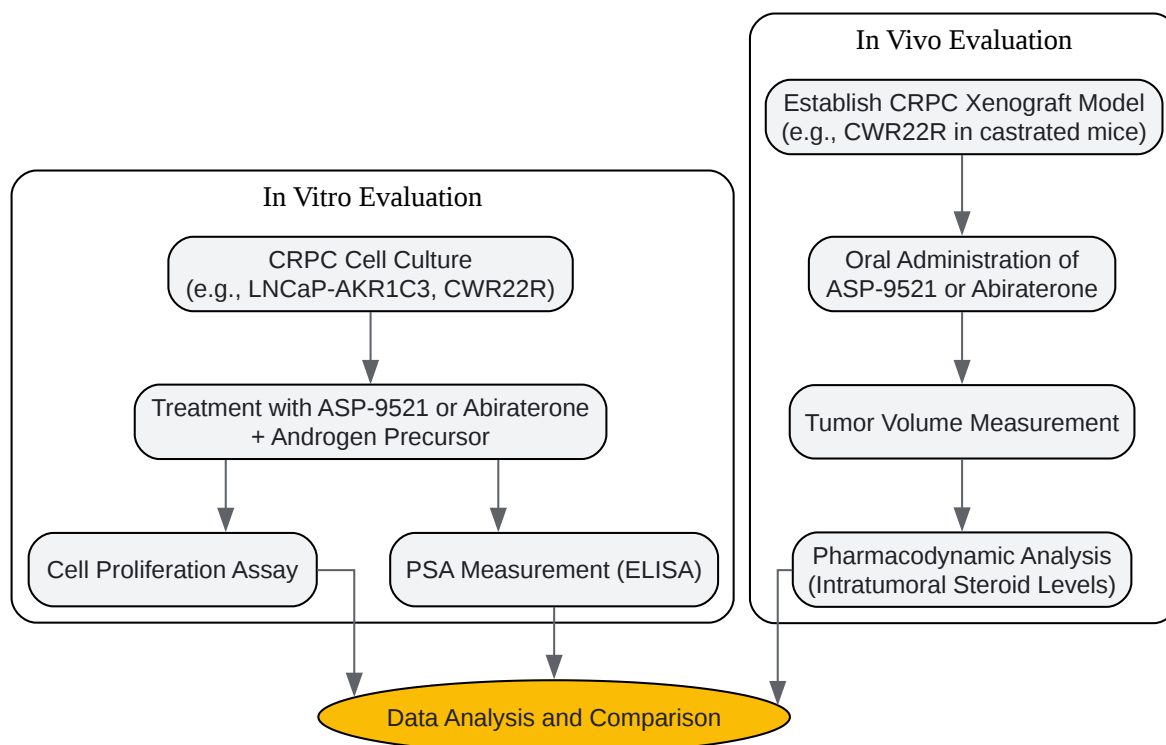 In Vitro Evaluation
CRPC Cell Culture
(e.g., LNCaP-AKR1C3, CWR22R)
Treatment with ASP-9521 or Abiraterone
+ Androgen Precursor
Cell Proliferation Assay
PSA Measurement (ELISA)
In Vivo Evaluation
Establish CRPC Xenograft Model
(e.g., CWR22R in castrated mice)
Oral Administration of
ASP-9521 or Abiraterone
Tumor Volume Measurement
Pharmacodynamic Analysis
(Intratumoral Steroid Levels)
Data Analysis and Comparison